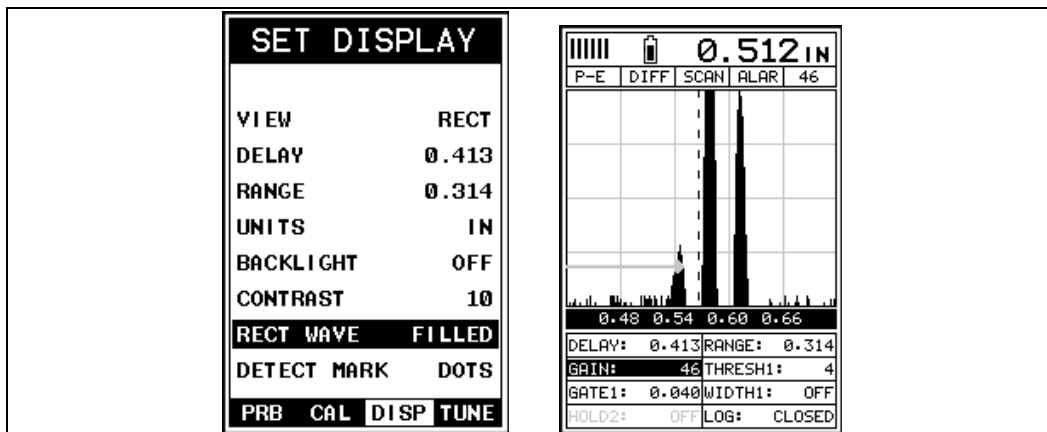 SET DISPLAY
VIEW RECT
DELAY 0.413
RANGE 0.314
UNITS IN
BACKLIGHT OFF
CONTRAST 10
RECT WAVE FILLED
DETECT MARK DOTS
PRB CAL DISP TUNE
0.512 IN
P-E DIFF SCAN ALAR 46
0.48 0.54 0.60 0.66
DELAY: 0.413 RANGE: 0.314
GAIN: 46 THRESH1: 4
GATE1: 0.040 WIDTH1: OFF
HOLD2: OFF LOG: CLOSED